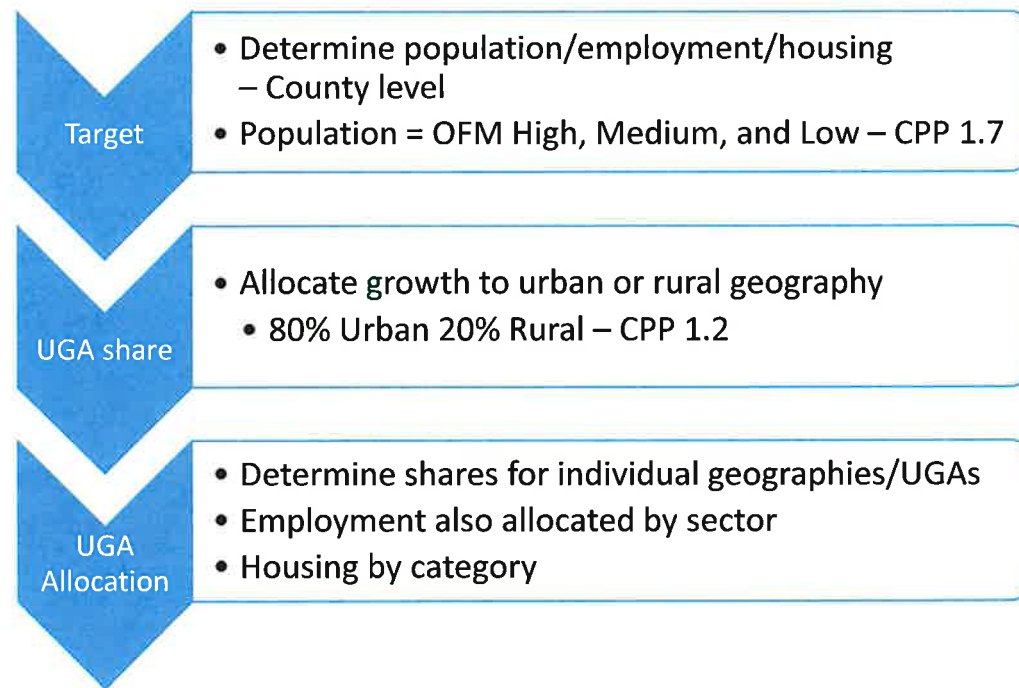 Target
• Determine population/employment/housing
– County level
• Population = OFM High, Medium, and Low – CPP 1.7
UGA share
• Allocate growth to urban or rural geography
• 80% Urban 20% Rural – CPP 1.2
UGA
Allocation
• Determine shares for individual geographies/UGAs
• Employment also allocated by sector
• Housing by category